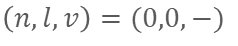 (n, l, v) = (0,0, −)